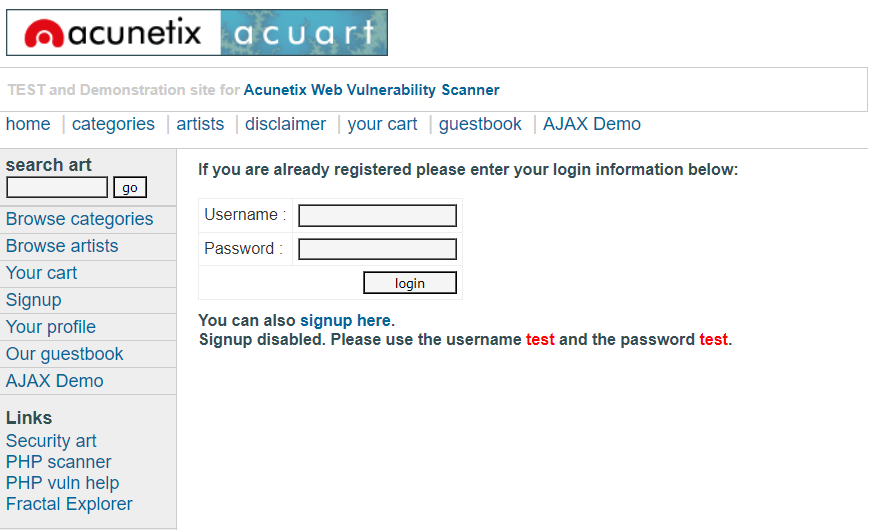 acunetix acuart
TEST and Demonstration site for Acunetix Web Vulnerability Scanner
home | categories | artists | disclaimer | your cart | guestbook | AJAX Demo
search art
go
Browse categories
Browse artists
Your cart
Signup
Your profile
Our guestbook
AJAX Demo
Links
Security art
PHP scanner
PHP vuln help
Fractal Explorer
If you are already registered please enter your login information below:
Username :
Password :
login
You can also signup here.
Signup disabled. Please use the username test and the password test.